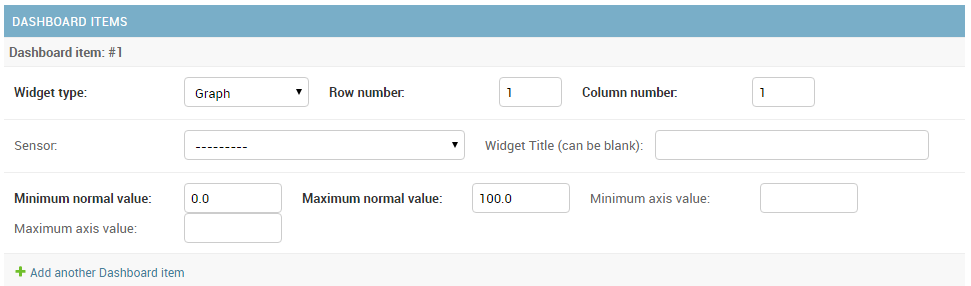 DASHBOARD ITEMS
Dashboard item: #1
Widget type: Graph Row number: 1 Column number: 1
Sensor: --------- Widget Title (can be blank):
Minimum normal value: 0.0 Maximum normal value: 100.0 Minimum axis value:
Maximum axis value:
Add another Dashboard item